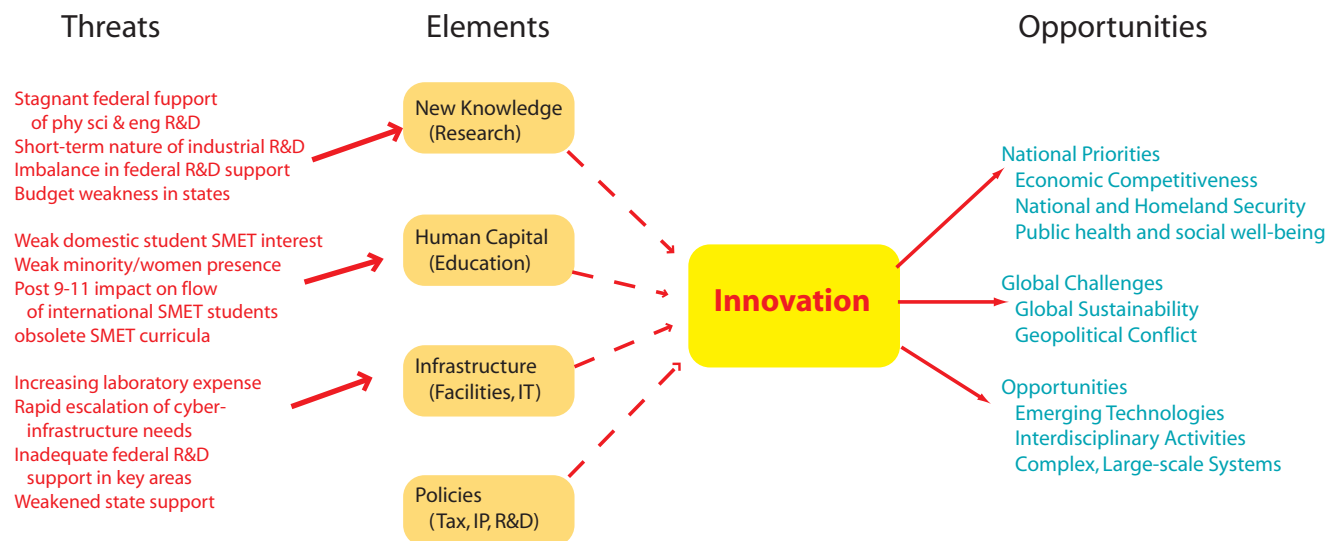 Threats
Elements
Opportunities
Stagnant federal fupport
of phy sci & eng R&D
Short-term nature of industrial R&D
Imbalance in federal R&D support
Budget weakness in states
Weak domestic student SMET interest
Weak minority/women presence
Post 9-11 impact on flow
of international SMET students
obsolete SMET curricula
Increasing laboratory expense
Rapid escalation of cyber-
infrastructure needs
Inadequate federal R&D
support in key areas
Weakened state support
New Knowledge
(Research)
Human Capital
(Education)
Infrastructure
(Facilities, IT)
Policies
(Tax, IP, R&D)
Innovation
National Priorities
Economic Competitiveness
National and Homeland Security
Public health and social well-being
Global Challenges
Global Sustainability
Geopolitical Conflict
Opportunities
Emerging Technologies
Interdisciplinary Activities
Complex, Large-scale Systems